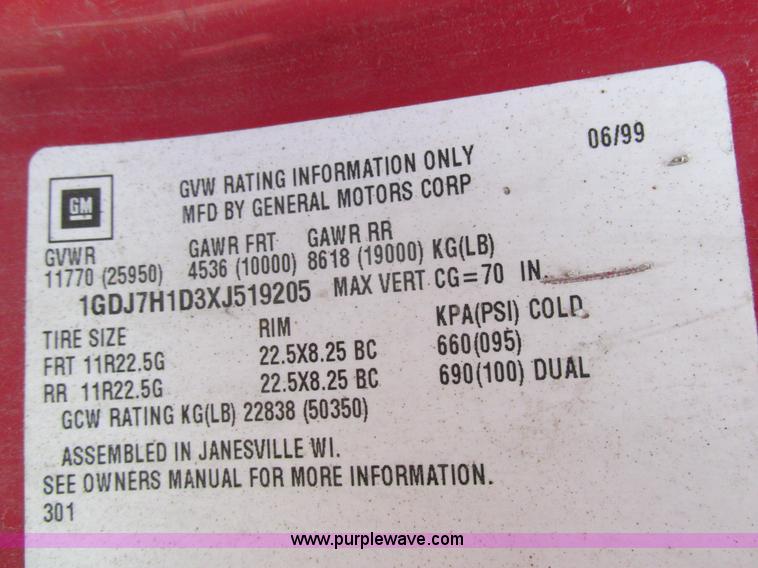 GM
GVW RATING INFORMATION ONLY 06/99
MFD BY GENERAL MOTORS CORP
GVWR GAWR FRT GAWR RR
11770 (25950) 4536 (10000) 8618 (19000) KG(LB)
1GDJ7H1D3XJ519205 MAX VERT CG=70 IN.
TIRE SIZE RIM KPA(PSI) COLD
FRT 11R22.5G 22.5X8.25 BC 660(095)
RR 11R22.5G 22.5X8.25 BC 690(100) DUAL
GCW RATING KG(LB) 22838 (50350)
ASSEMBLED IN JANESVILLE WI.
SEE OWNERS MANUAL FOR MORE INFORMATION.
301
www.purplewave.com